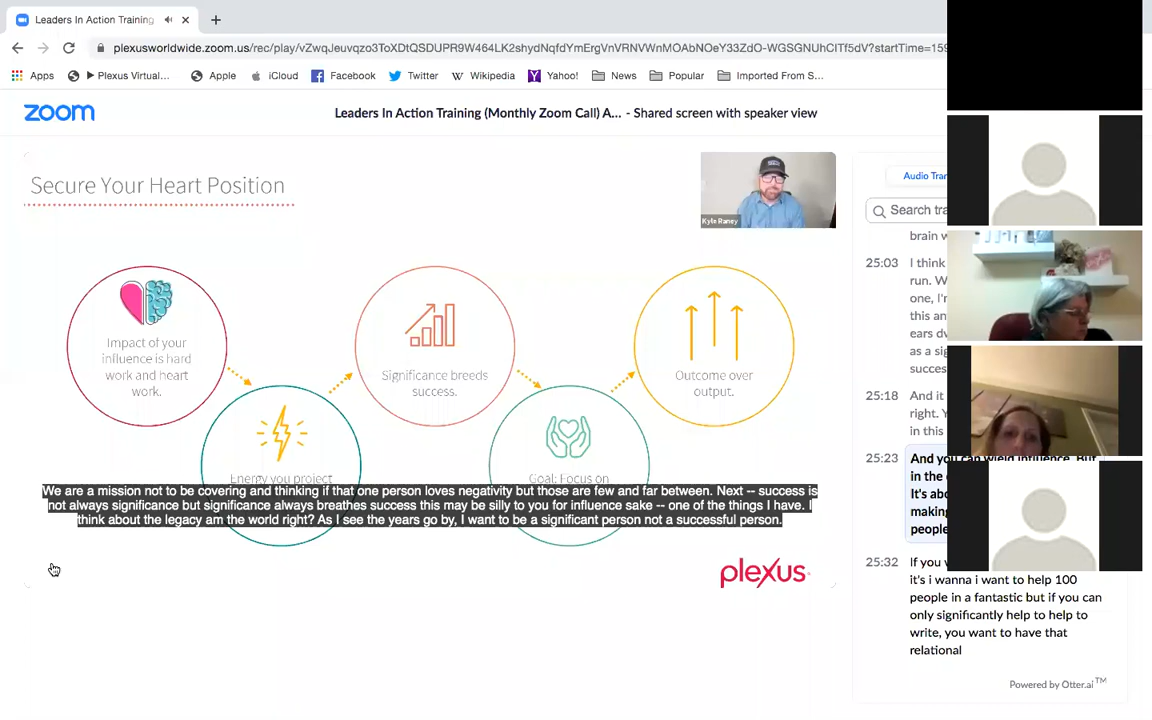 Leaders In Action Training
plexusworldwide.zoom.us/rec/play/vZwqJeuvqzo3ToXDtQSDUPR9W464LK2shydNqfdYmErgVnVRNVWnMOAbNOeY33ZdO-WGSGNUhCITf5dV?startTime=159
Apps
▶ Plexus Virtual...
Apple
iCloud
Facebook
Twitter
Wikipedia
Yahoo!
News
Popular
Imported From S...
zoom
Leaders In Action Training (Monthly Zoom Call) A... - Shared screen with speaker view
Secure Your Heart Position
Kyle Raney
Impact of your
influence is hard
work and heart
work.
Energy you project
Significance breeds
success.
Goal: Focus on
Outcome over
output.
We are a mission not to be covering and thinking if that one person loves negativity but those are few and far between. Next -- success is
not always significance but significance always breathes success this may be silly to you for influence sake -- one of the things I have. I
think about the legacy am the world right? As I see the years go by, I want to be a significant person not a successful person.
plexus
Audio Tran
Search tra
brain w
25:03
I think
run. W
one, I'm
this an
ears dv
as a sig
succes
25:18
And it
right. Y
in this
25:23
And you can wield influence. But
in the
It's abo
making
people
25:32
If you w
it's i wanna i want to help 100
people in a fantastic but if you can
only significantly help to help to
write, you want to have that
relational
Powered by Otter.ai™